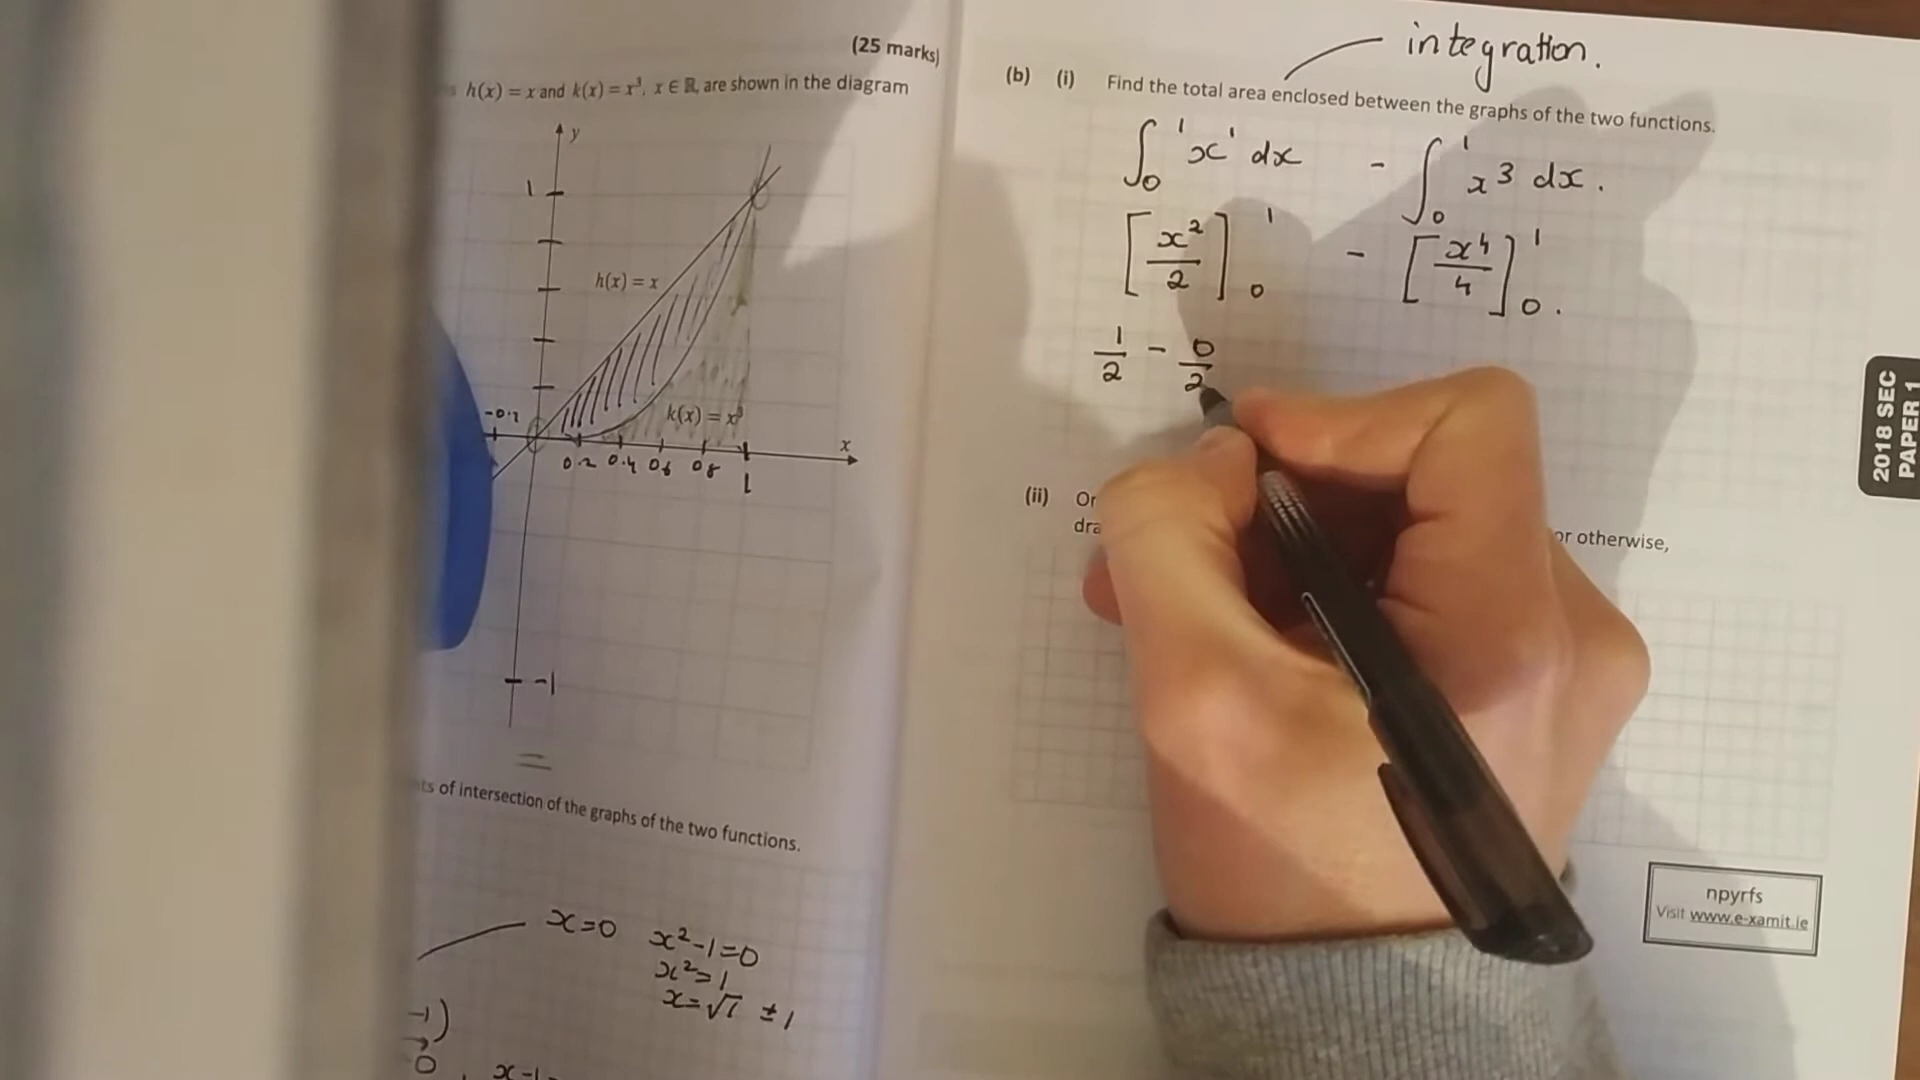 (25 marks)
h(x) = x and k(x) = x³, x ∈ ℝ, are shown in the diagram
y
1
h(x) = x
k(x) = x³
-0.2
x
0.2 0.4 0.6 0.8 1
-1
of intersection of the graphs of the two functions.
x=0 x²-1=0
x²=1
x=√1 ±1
-1)
0
x-1
integration.
(b) (i) Find the total area enclosed between the graphs of the two functions.
∫₀¹ x¹ dx - ∫₀¹ x³ dx.
[x²/2]₀¹ - [x⁴/4]₀¹.
1/2 - 0/2
(ii)
or otherwise,
2018 SEC
PAPER 1
npyrfs
Visit www.e-xamit.ie